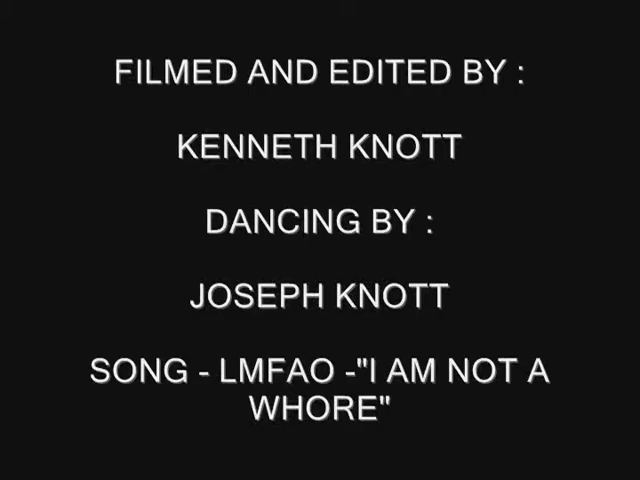 FILMED AND EDITED BY :
KENNETH KNOTT
DANCING BY :
JOSEPH KNOTT
SONG - LMFAO -"I AM NOT A
WHORE"